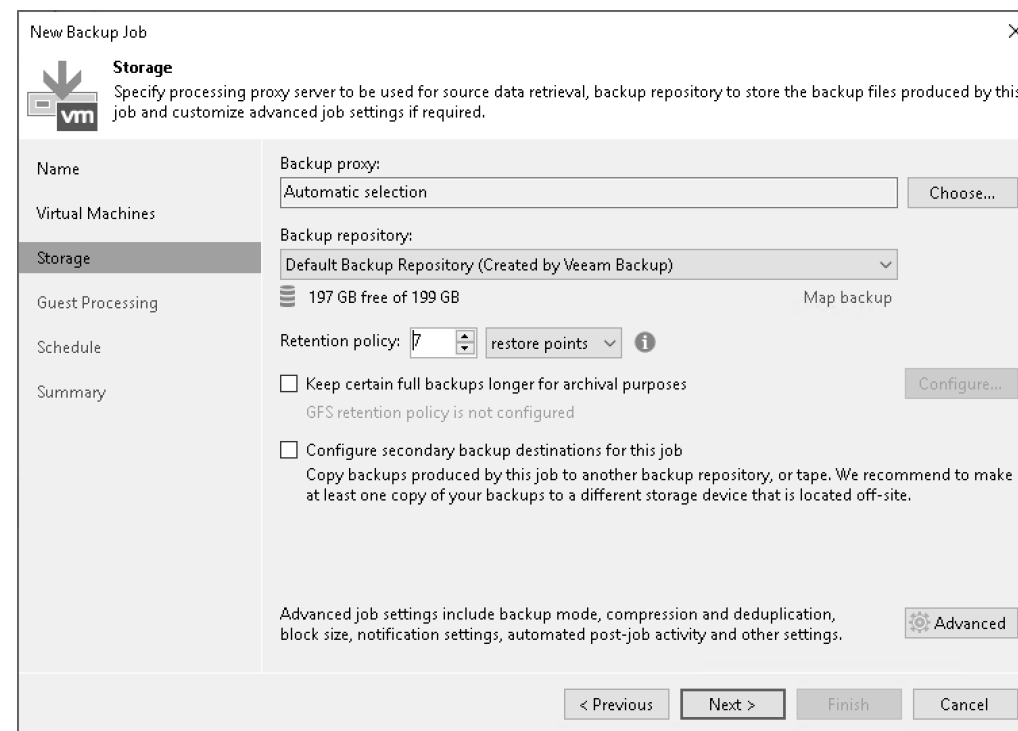 New Backup Job
Storage
Specify processing proxy server to be used for source data retrieval, backup repository to store the backup files produced by this
job and customize advanced job settings if required.
vm
Name
Virtual Machines
Storage
Guest Processing
Schedule
Summary
Backup proxy:
Automatic selection
Choose...
Backup repository:
Default Backup Repository (Created by Veeam Backup)
197 GB free of 199 GB
Map backup
Retention policy: 7 restore points
Keep certain full backups longer for archival purposes
Configure...
GFS retention policy is not configured
Configure secondary backup destinations for this job
Copy backups produced by this job to another backup repository, or tape. We recommend to make
at least one copy of your backups to a different storage device that is located off-site.
Advanced job settings include backup mode, compression and deduplication,
block size, notification settings, automated post-job activity and other settings.
Advanced
< Previous
Next >
Finish
Cancel